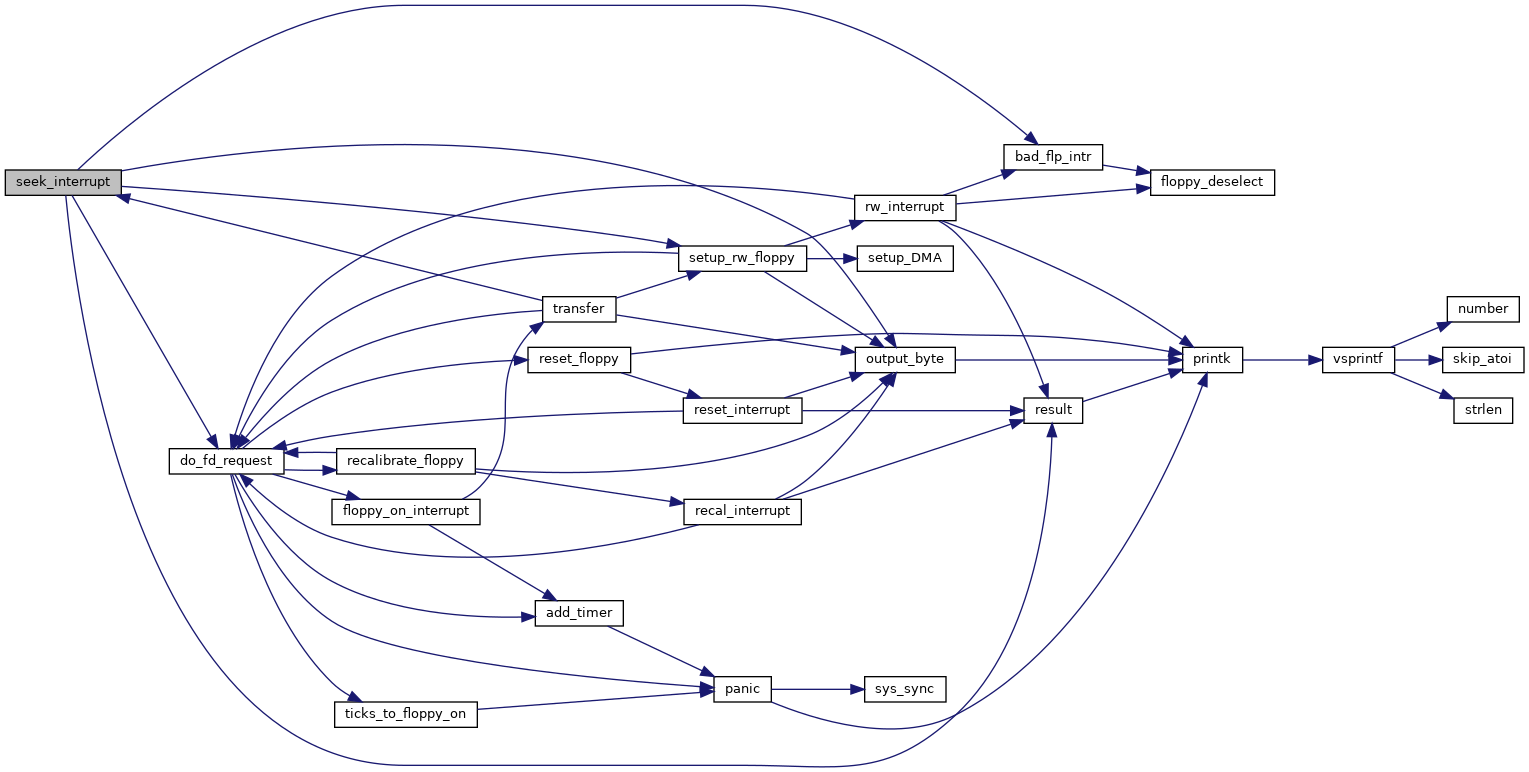 seek_interrupt
bad_flp_intr
floppy_deselect
rw_interrupt
setup_rw_floppy
setup_DMA
transfer
number
reset_floppy
output_byte
printk
vsprintf
skip_atoi
reset_interrupt
result
strlen
do_fd_request
recalibrate_floppy
floppy_on_interrupt
recal_interrupt
add_timer
panic
sys_sync
ticks_to_floppy_on